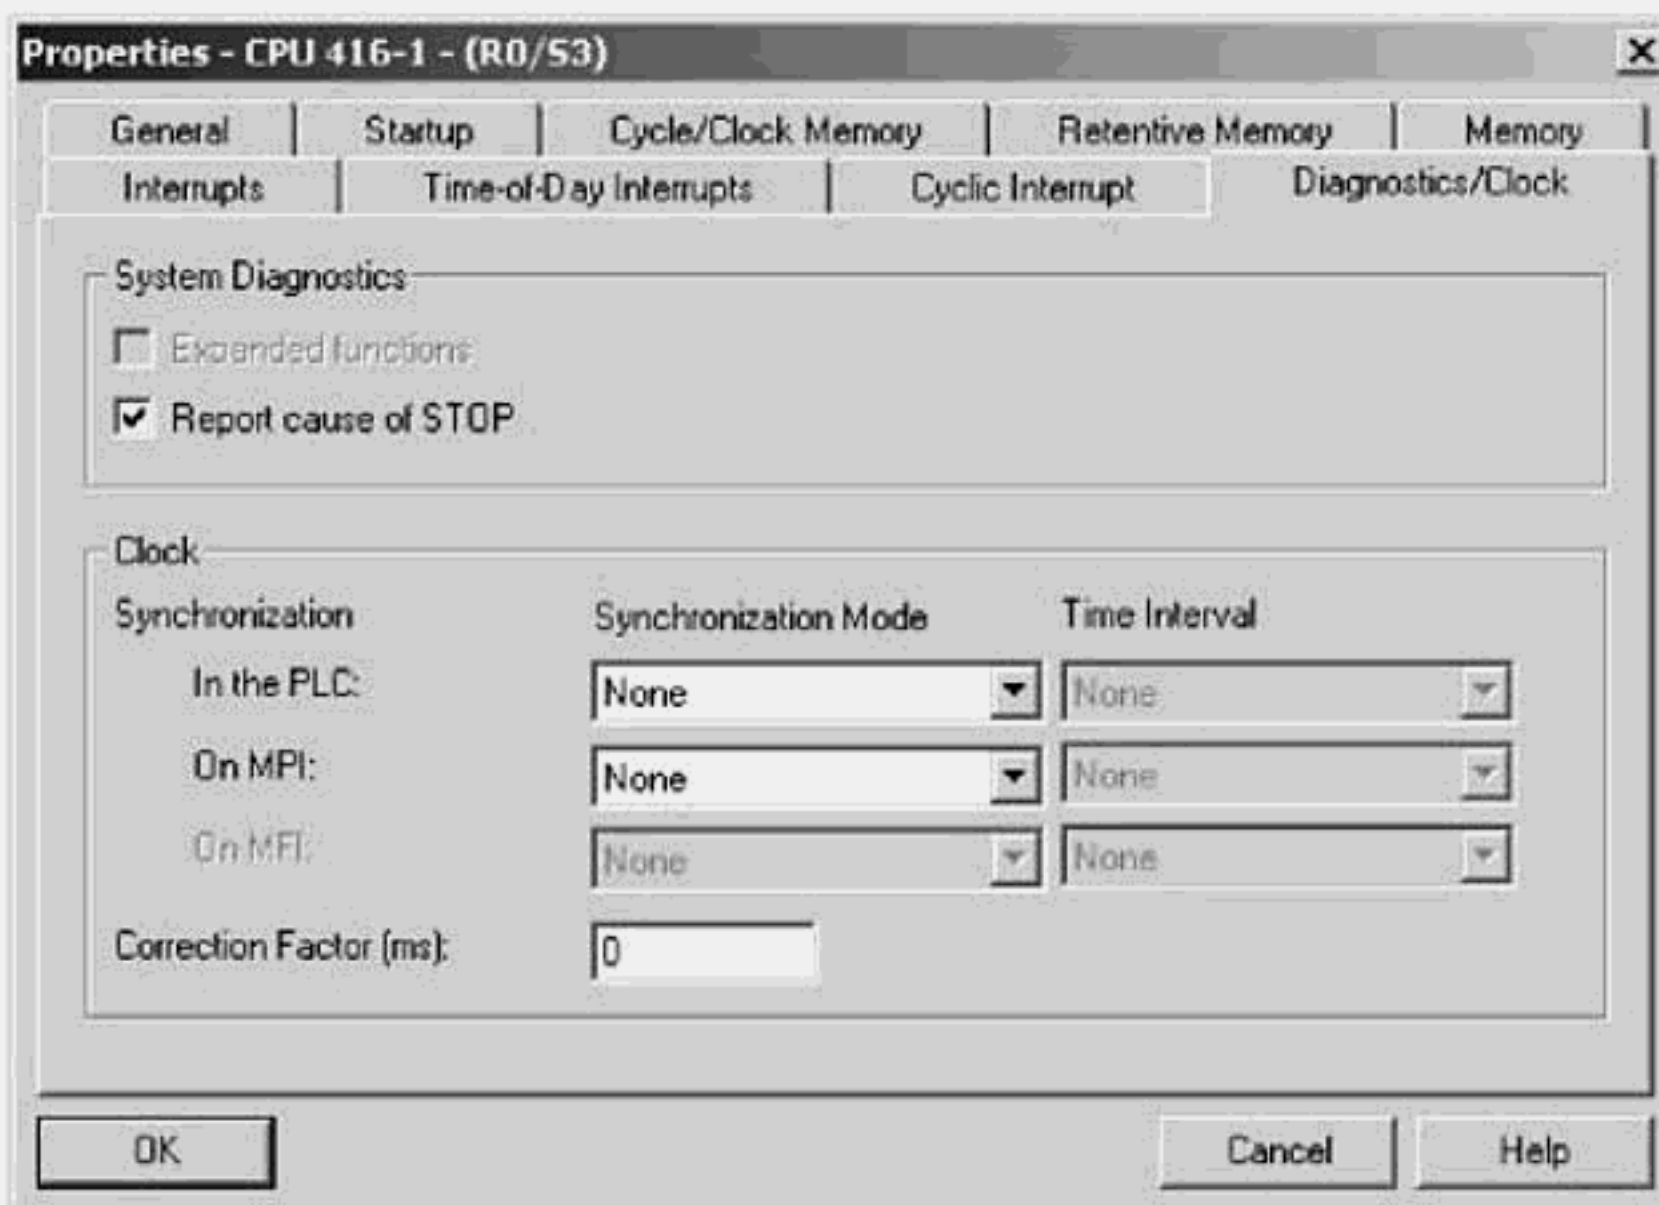 Properties - CPU 416-1 - (R0/S3)
General Startup Cycle/Clock Memory Retentive Memory Memory
Interrupts Time-of-Day Interrupts Cyclic Interrupt Diagnostics/Clock
System Diagnostics
Expanded functions
Report cause of STOP
Clock
Synchronization Synchronization Mode Time Interval
In the PLC: None None
On MPI: None None
On MFI: None None
Correction Factor (ms): 0
OK Cancel Help